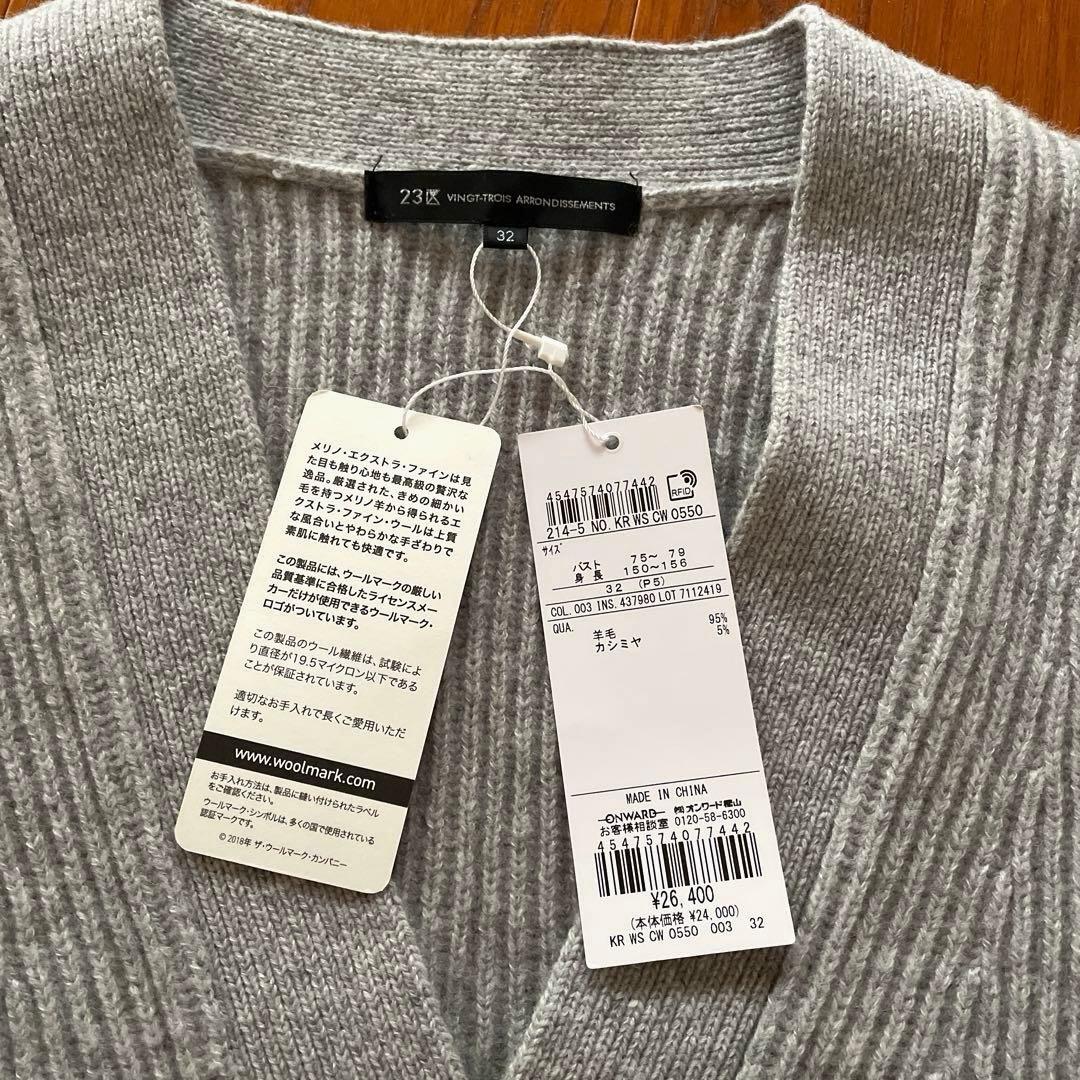 23区 VINGT-TROIS ARRONDISSEMENTS
32
メリノ・エクストラ・ファインは見
た目も触り心地も最高級の贅沢な
逸品。厳選された、きめの細かい
毛を持つメリノ羊から得られるエ
クストラ・ファイン・ウールは上質
な風合いとやわらかな手ざわりで
素肌に触れても快適です。
この製品には、ウールマークの厳しい
品質基準に合格したライセンスメー
カーだけが使用できるウールマーク・
ロゴがついています。
この製品のウール繊維は、試験によ
り直径が19.5マイクロン以下である
ことが保証されています。
適切なお手入れで長くご愛用いただ
けます。
www.woolmark.com
お手入れ方法は、製品に縫い付けられたラベル
をご確認ください。
ウールマーク・シンボルは、多くの国で使用されている
認証マークです。
© 2018年 ザ・ウールマーク・カンパニー
4547574077442
RFID
214-5 NO. KR WS CW 0550
サイズ
バスト 75~ 79
身長 150~156
32 (P5)
COL. 003 INS. 437980 LOT 7112419
QUA. 羊毛 95%
カシミヤ 5%
MADE IN CHINA
ONWARD ㈱オンワード樫山
お客様相談室 0120-58-6300
4547574077442
¥26,400
(本体価格 ¥24,000)
KR WS CW 0550 003 32